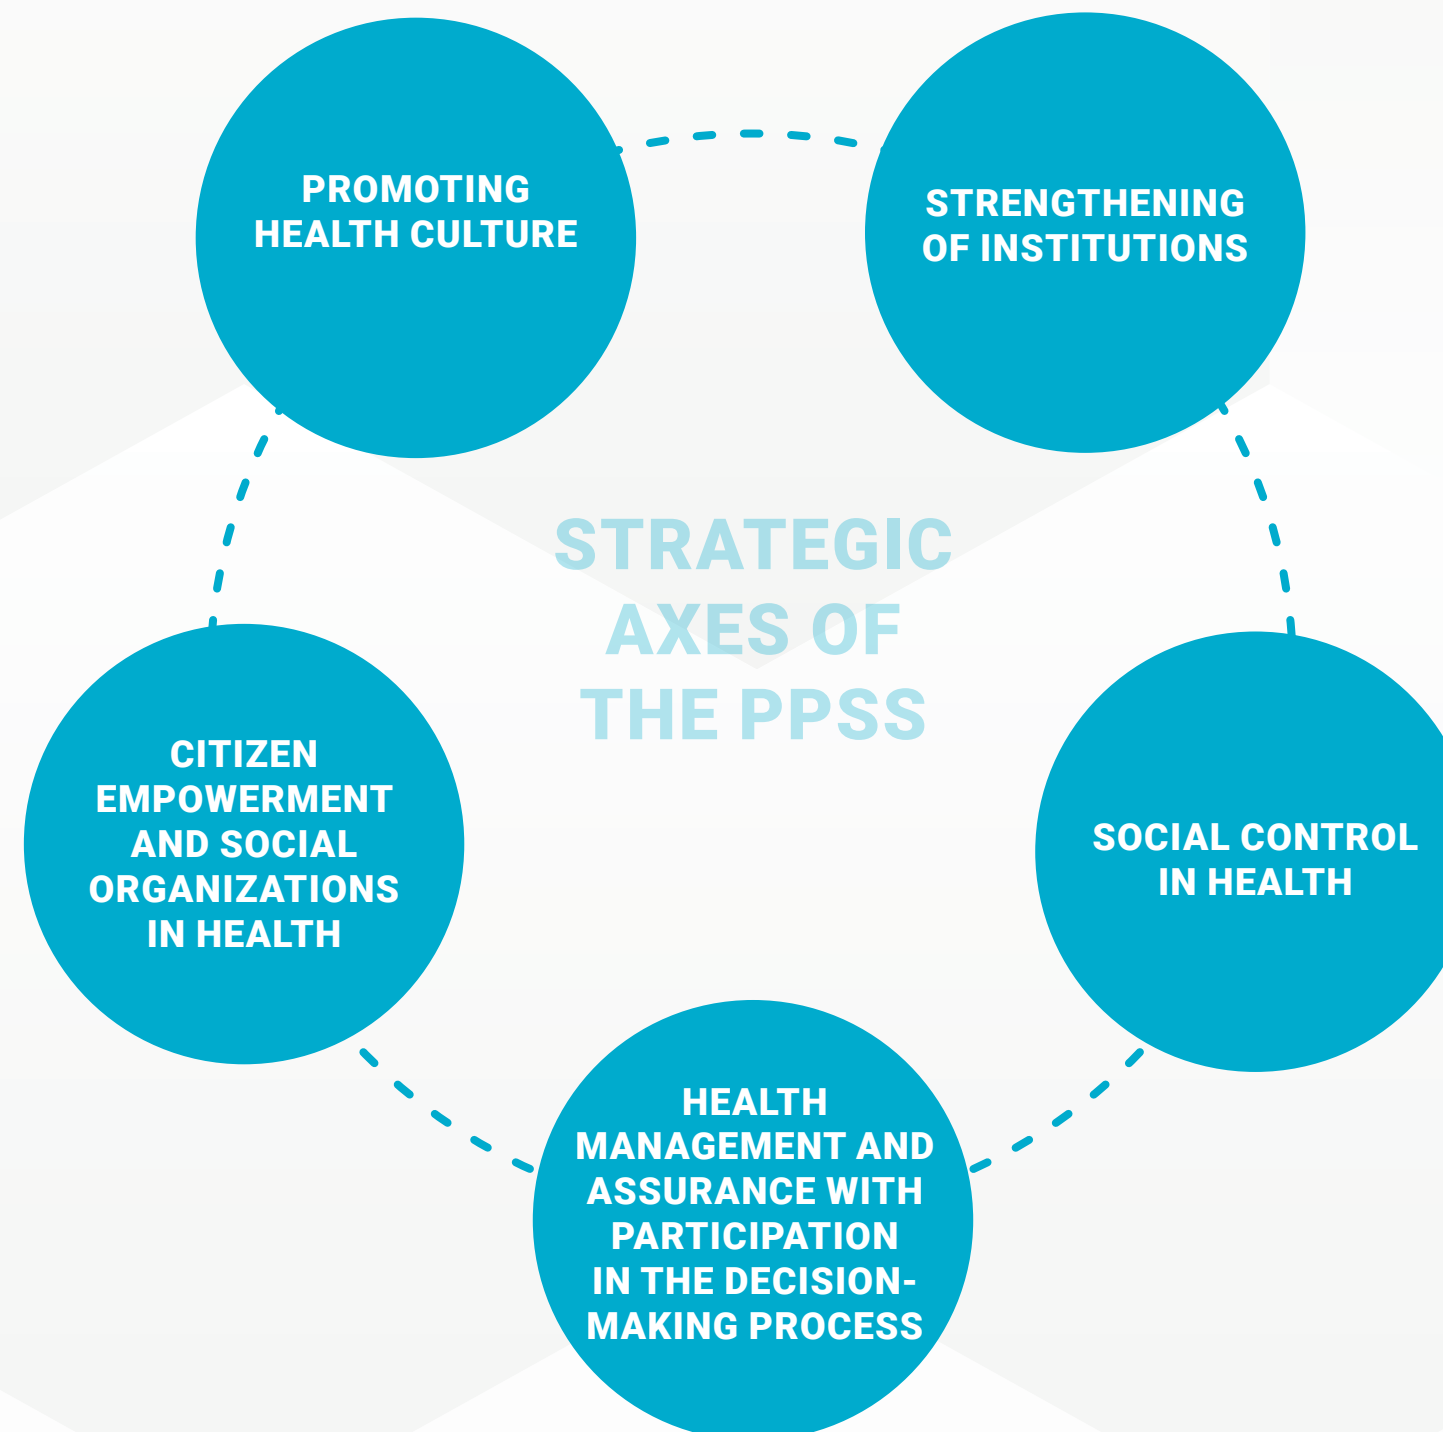 PROMOTING
HEALTH CULTURE
STRENGTHENING
OF INSTITUTIONS
STRATEGIC
AXES OF
THE PPSS
CITIZEN
EMPOWERMENT
AND SOCIAL
ORGANIZATIONS
IN HEALTH
SOCIAL CONTROL
IN HEALTH
HEALTH
MANAGEMENT AND
ASSURANCE WITH
PARTICIPATION
IN THE DECISION-
MAKING PROCESS